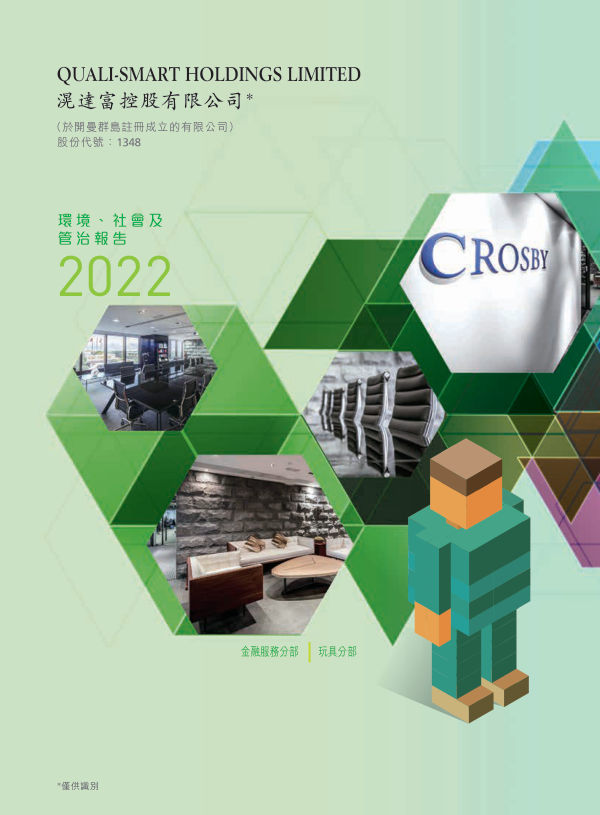 QUALI-SMART HOLDINGS LIMITED
滉達富控股有限公司*
（於開曼群島註冊成立的有限公司）
股份代號：1348
環境、社會及
管治報告
2022
CROSBY
金融服務分部 | 玩具分部
*僅供識別